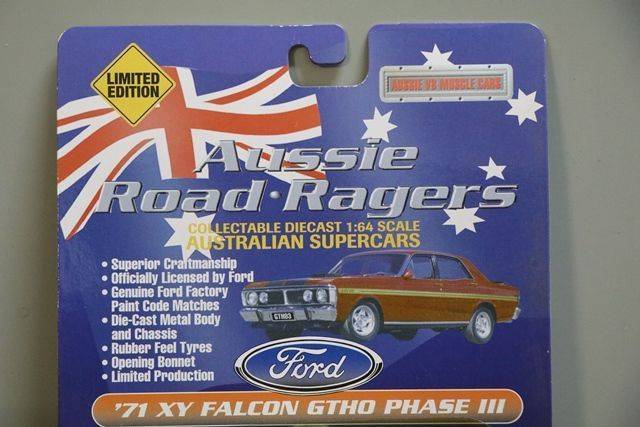 LIMITED
EDITION
AUSSIE V8 MUSCLE CARS
Aussie
Road·Ragers
COLLECTABLE DIECAST 1:64 SCALE
AUSTRALIAN SUPERCARS
• Superior Craftmanship
• Officially Licensed by Ford
• Genuine Ford Factory
Paint Code Matches
• Die-Cast Metal Body
and Chassis
• Rubber Feel Tyres
• Opening Bonnet
• Limited Production
GTHO3
Ford
'71 XY FALCON GTHO PHASE III